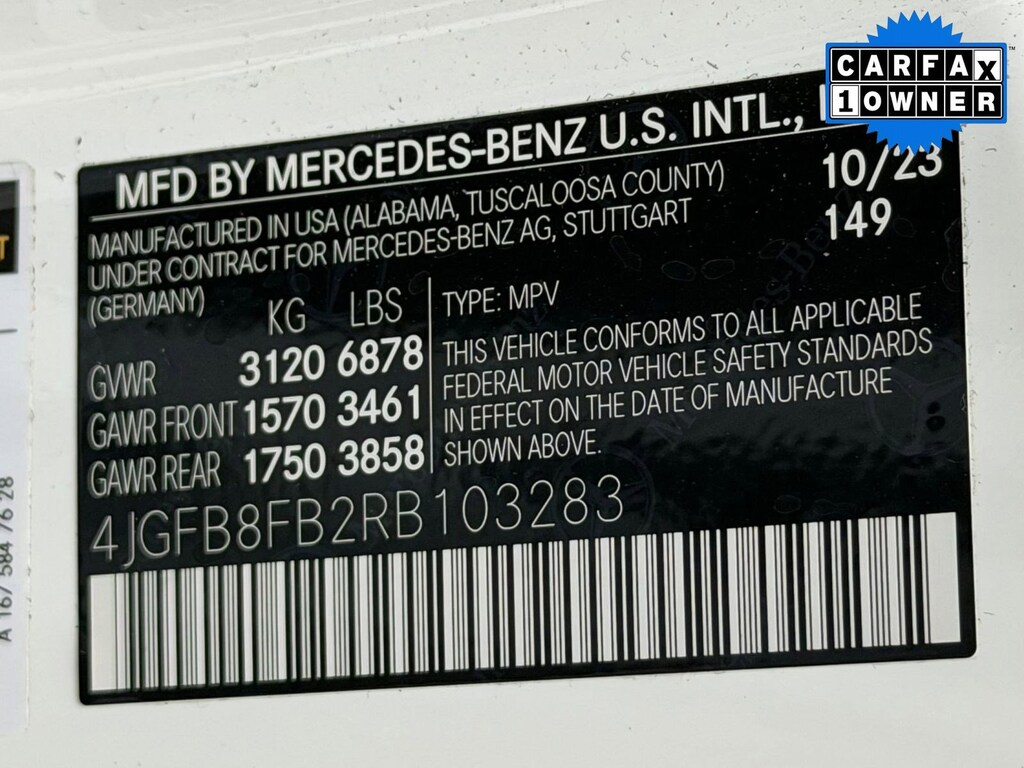 CARFAX
1 OWNER
™
MFD BY MERCEDES-BENZ U.S. INTL.,
10/23
149
MANUFACTURED IN USA (ALABAMA, TUSCALOOSA COUNTY)
UNDER CONTRACT FOR MERCEDES-BENZ AG, STUTTGART
(GERMANY)
KG LBS
GVWR 3120 6878
GAWR FRONT 1570 3461
GAWR REAR 1750 3858
TYPE: MPV
THIS VEHICLE CONFORMS TO ALL APPLICABLE
FEDERAL MOTOR VEHICLE SAFETY STANDARDS
IN EFFECT ON THE DATE OF MANUFACTURE
SHOWN ABOVE.
4JGFB8FB2RB103283
A 167 584 76 28